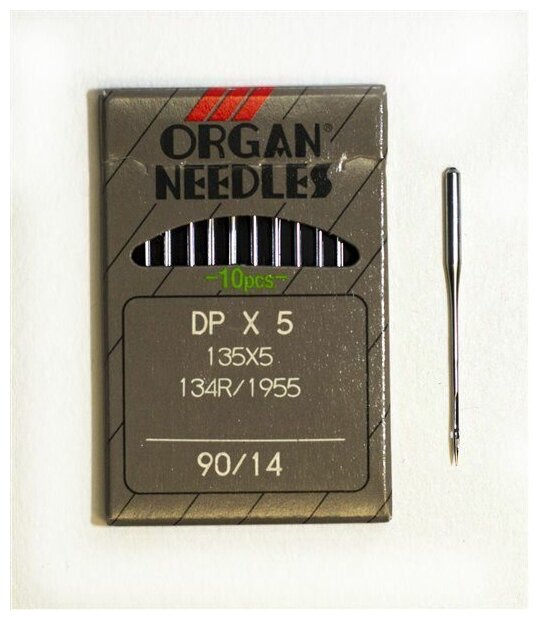 ORGAN®
NEEDLES
-10pcs-
DP X 5
135X5
134R/1955
90/14